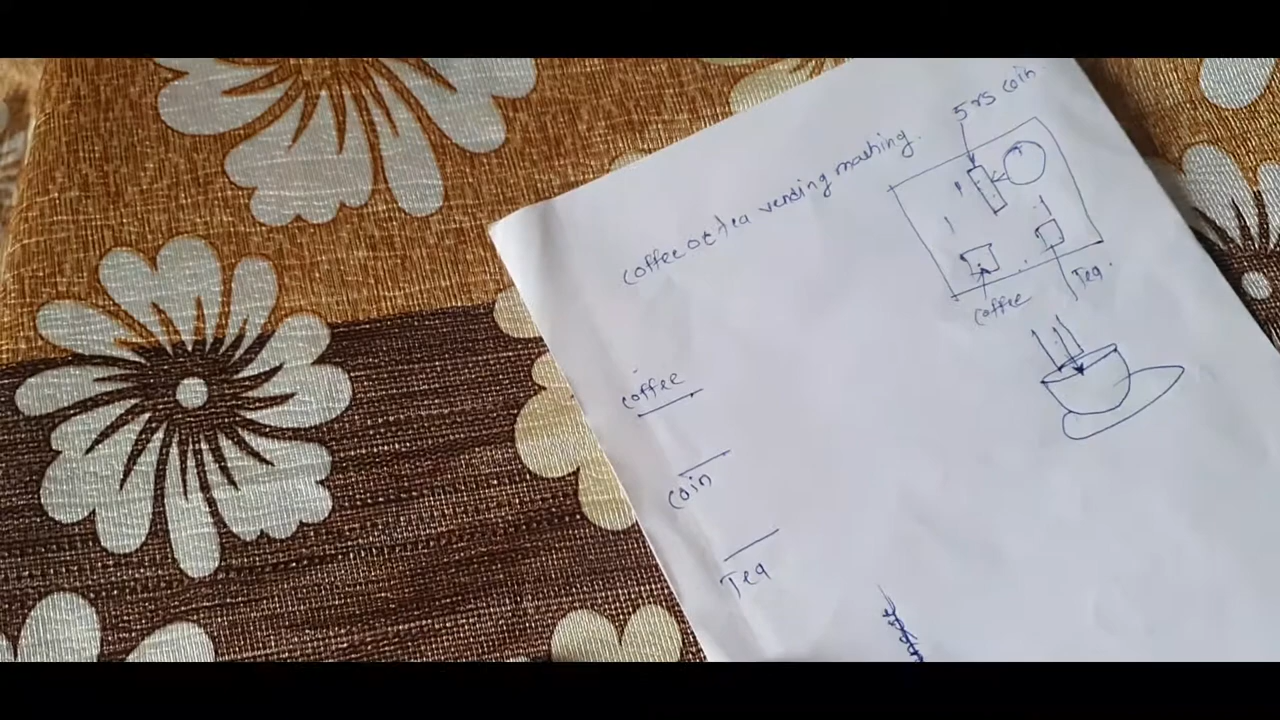 5 rs coin
coffee or tea vending mashing.
coffee
Tea.
coffee
coin
Tea